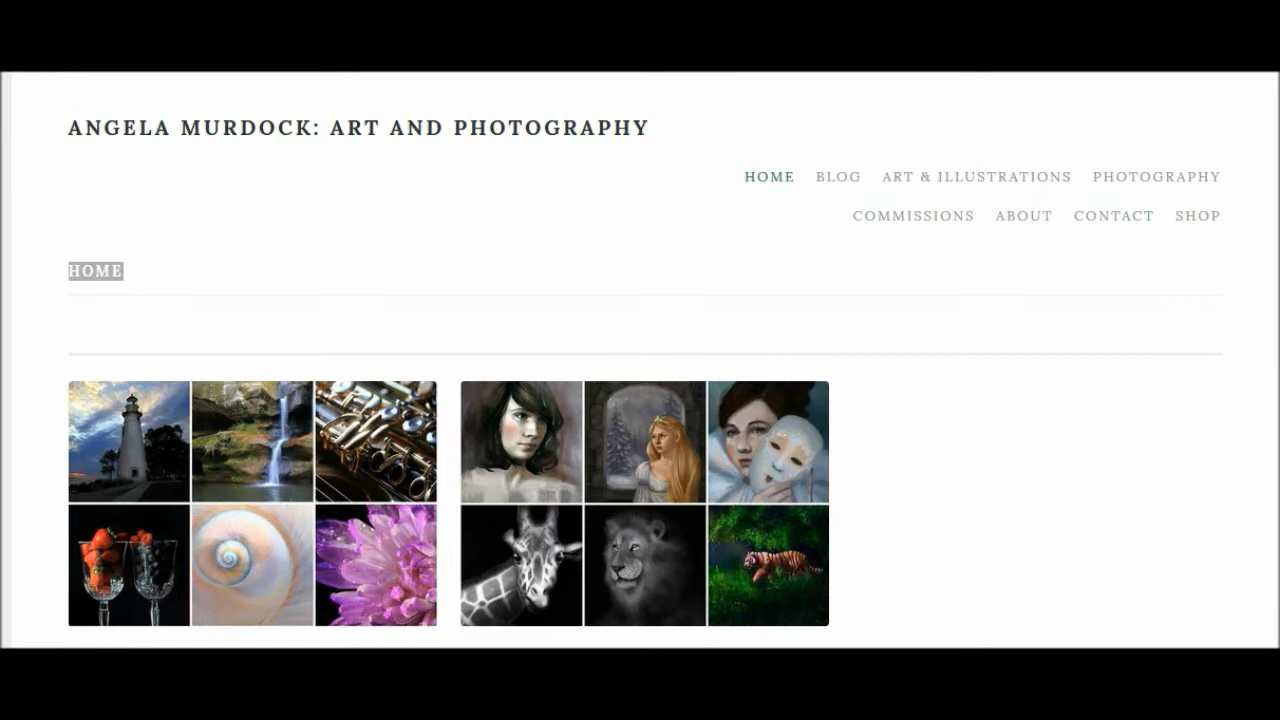 ANGELA MURDOCK: ART AND PHOTOGRAPHY
HOME BLOG ART & ILLUSTRATIONS PHOTOGRAPHY
COMMISSIONS ABOUT CONTACT SHOP
HOME